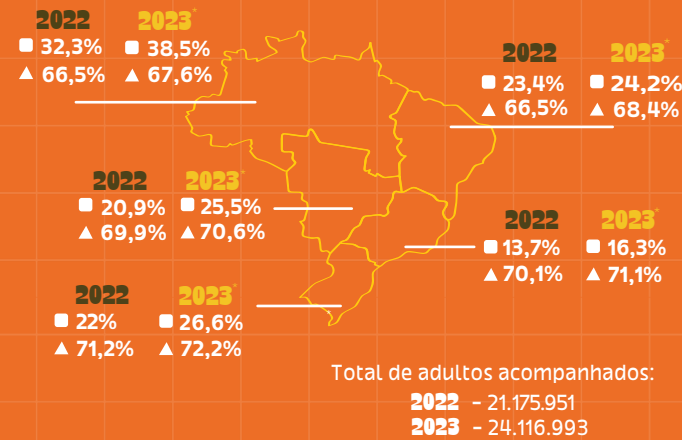 2022 2023*
■ 32,3% ■ 38,5%
▲ 66,5% ▲ 67,6%
2022 2023*
■ 23,4% ■ 24,2%
▲ 66,5% ▲ 68,4%
2022 2023*
■ 20,9% ■ 25,5%
▲ 69,9% ▲ 70,6%
2022 2023*
■ 13,7% ■ 16,3%
▲ 70,1% ▲ 71,1%
2022 2023*
■ 22% ■ 26,6%
▲ 71,2% ▲ 72,2%
Total de adultos acompanhados:
2022 - 21.175.951
2023 - 24.116.993